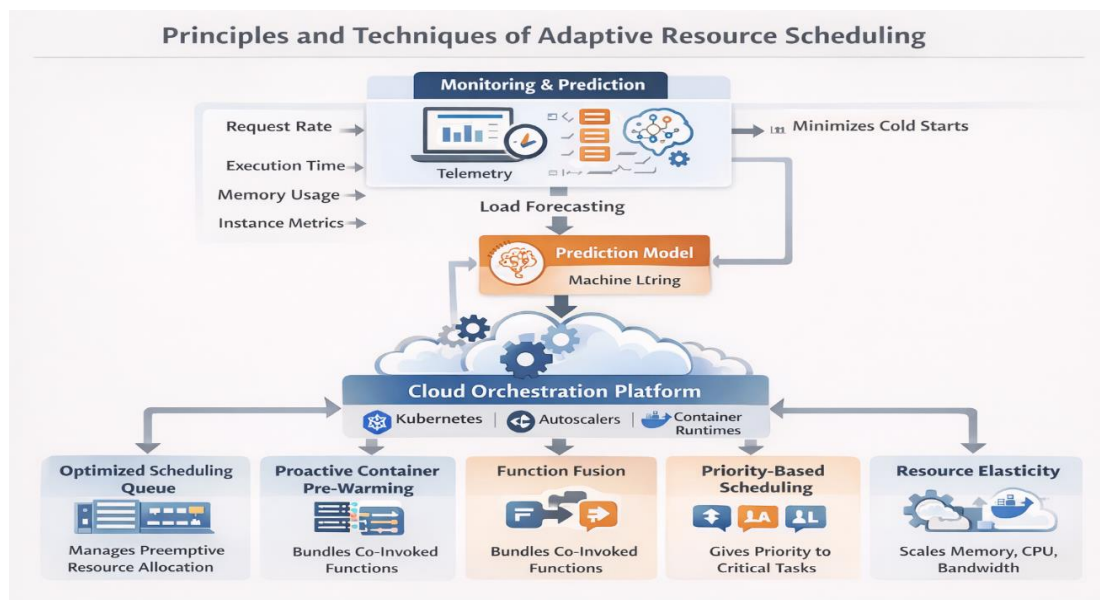 Principles and Techniques of Adaptive Resource Scheduling
Monitoring & Prediction
Request Rate
Execution Time
Memory Usage
Instance Metrics
Telemetry
Minimizes Cold Starts
Load Forecasting
Prediction Model
Machine Lɛring
Cloud Orchestration Platform
Kubernetes | Autoscalers | Container
Runtimes
Optimized Scheduling
Queue
Manages Preemptive
Resource Allocation
Proactive Container
Pre-Warming
Bundles Co-Invoked
Functions
Function Fusion
F
Bundles Co-Invoked
Functions
Priority-Based
Scheduling
A
L
Gives Priority to
Critical Tasks
Resource Elasticity
Scales Memory, CPU,
Bandwidth